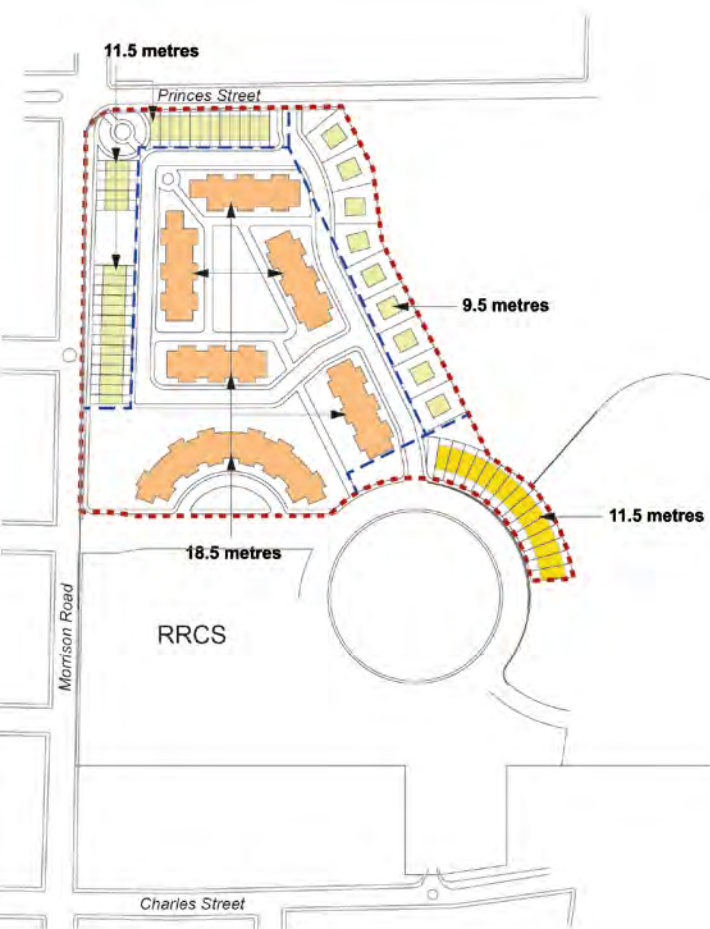 11.5 metres
Princes Street
9.5 metres
11.5 metres
18.5 metres
RRCS
Morrison Road
Charles Street